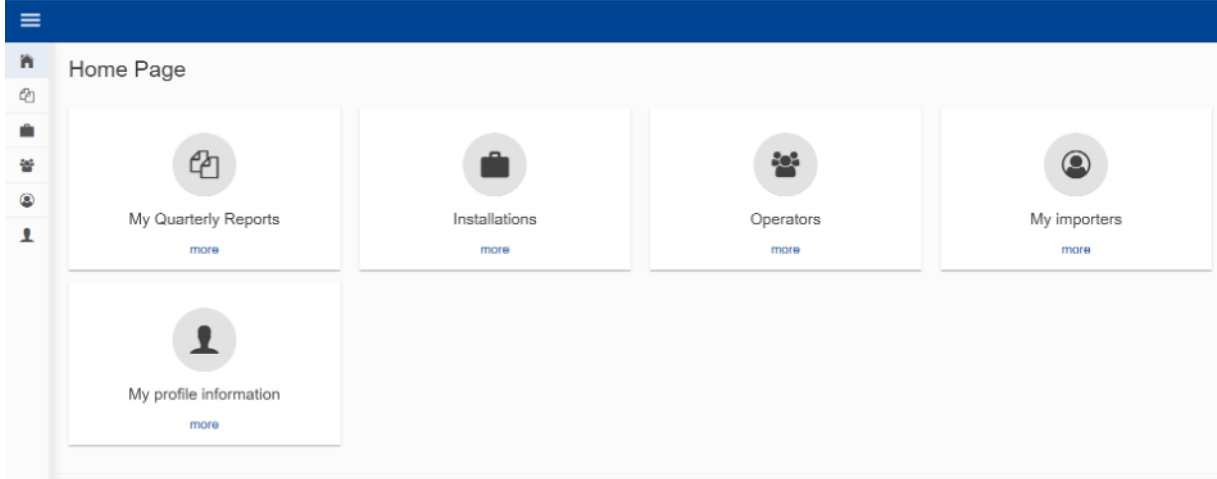 Home Page
My Quarterly Reports
more
Installations
more
Operators
more
My importers
more
My profile information
more